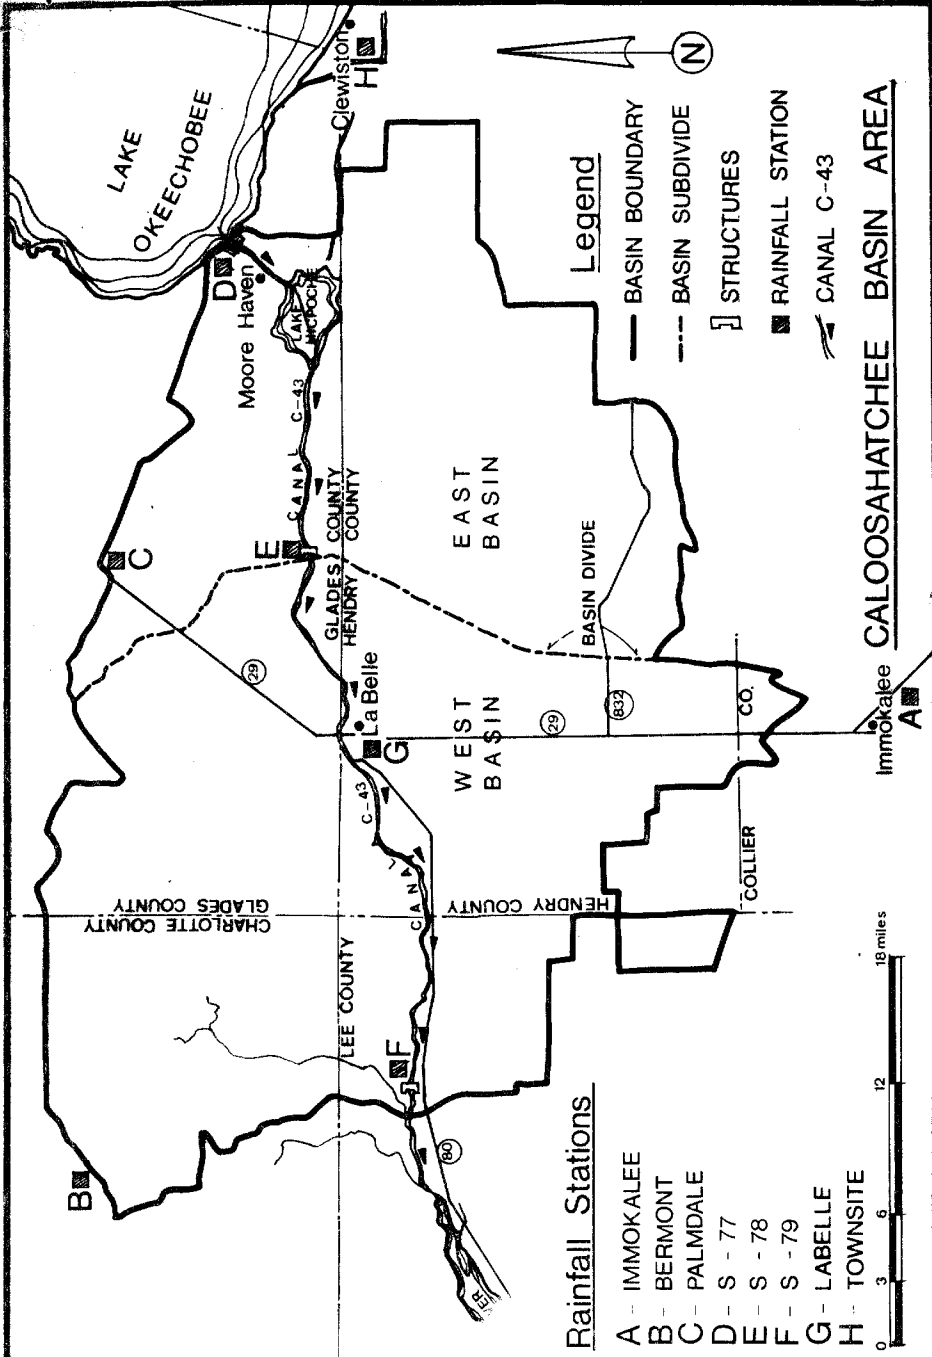 LAKE
OKEECHOBEE
Clewiston
H
D
Moore Haven
LAKE
HICPOCHE
CANAL C-43
C
E
GLADES COUNTY
HENDRY COUNTY
29
La Belle
G
EAST
BASIN
WEST
BASIN
BASIN DIVIDE
832
29
CO.
COLLIER
Immokalee
A
CHARLOTTE COUNTY
GLADES COUNTY
LEE COUNTY
HENDRY COUNTY
CANAL C-43
F
B
80
N
Legend
BASIN BOUNDARY
BASIN SUBDIVIDE
STRUCTURES
RAINFALL STATION
CANAL C-43
CALOOSAHATCHEE BASIN AREA
Rainfall Stations
A - IMMOKALEE
B - BERMONT
C - PALMDALE
D - S - 77
E - S - 78
F - S - 79
G - LABELLE
H - TOWNSITE
0 3 6 12 18 miles